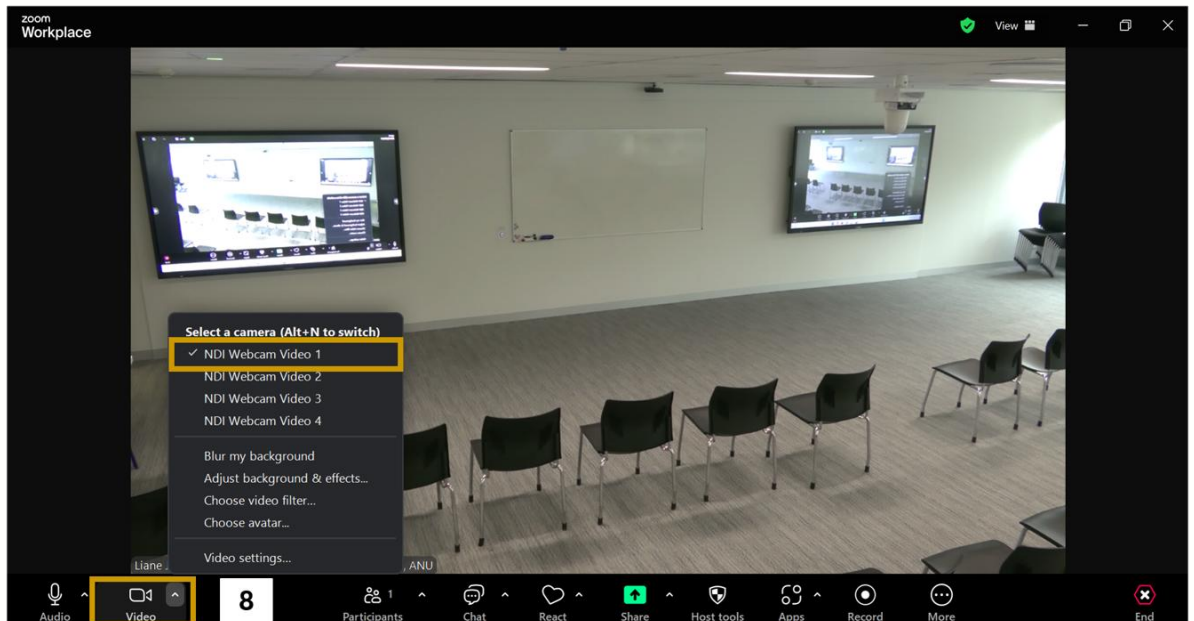 zoom
Workplace
View
Select a camera (Alt+N to switch)
NDI Webcam Video 1
NDI Webcam Video 2
NDI Webcam Video 3
NDI Webcam Video 4
Blur my background
Adjust background & effects...
Choose video filter...
Choose avatar...
Video settings...
Liane
, ANU
8
1
Audio
Video
Participants
Chat
React
Share
Host tools
Apps
Record
More
End